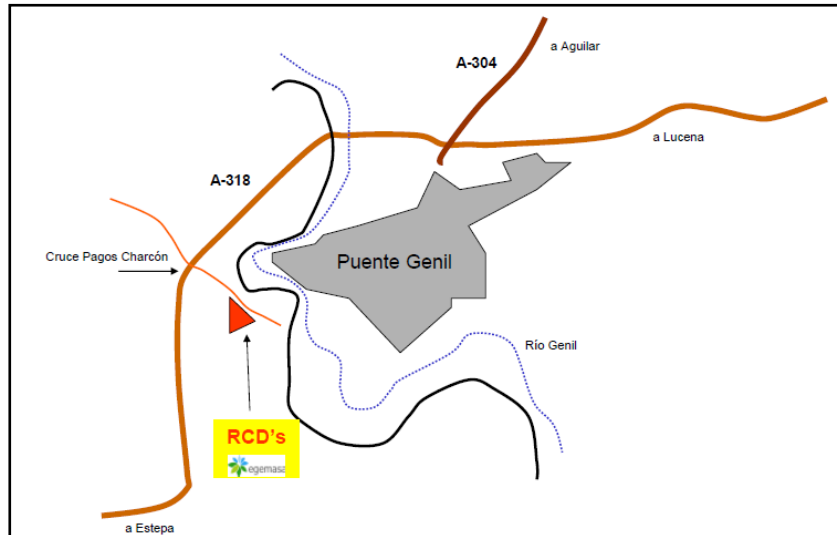 a Aguilar
A-304
a Lucena
A-318
Cruce Pagos Charcón
Puente Genil
Río Genil
RCD's
egemasa
a Estepa